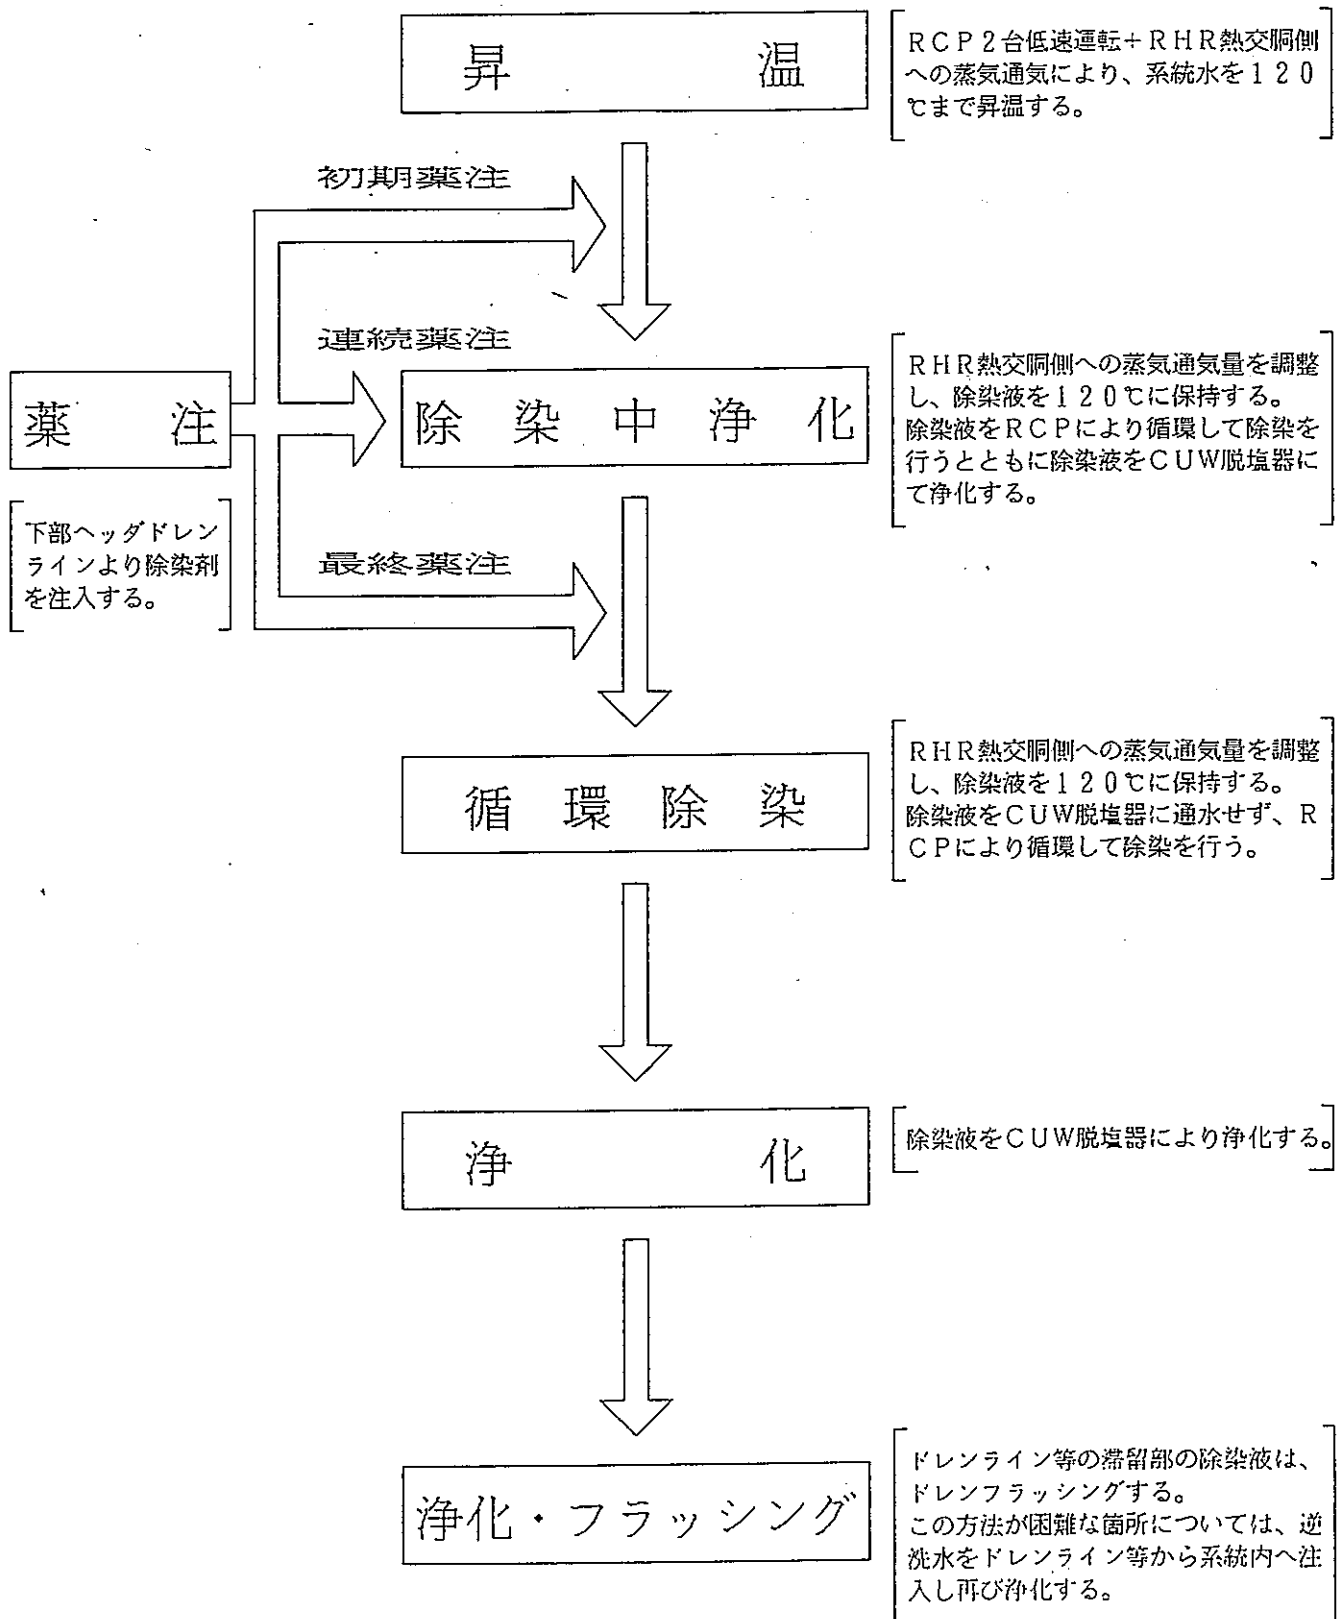 昇温
RCP2台低速運転+RHR熱交胴側
への蒸気通気により、系統水を120
℃まで昇温する。
初期薬注
連続薬注
薬注
除染中浄化
RHR熱交胴側への蒸気通気量を調整
し、除染液を120℃に保持する。
除染液をRCPにより循環して除染を
行うとともに除染液をCUW脱塩器に
て浄化する。
下部ヘッダドレン
ラインより除染剤
を注入する。
最終薬注
循環除染
RHR熱交胴側への蒸気通気量を調整
し、除染液を120℃に保持する。
除染液をCUW脱塩器に通水せず、R
CPにより循環して除染を行う。
浄化
除染液をCUW脱塩器により浄化する。
浄化・フラッシング
ドレンライン等の滞留部の除染液は、
ドレンフラッシングする。
この方法が困難な箇所については、逆
洗水をドレンライン等から系統内へ注
入し再び浄化する。